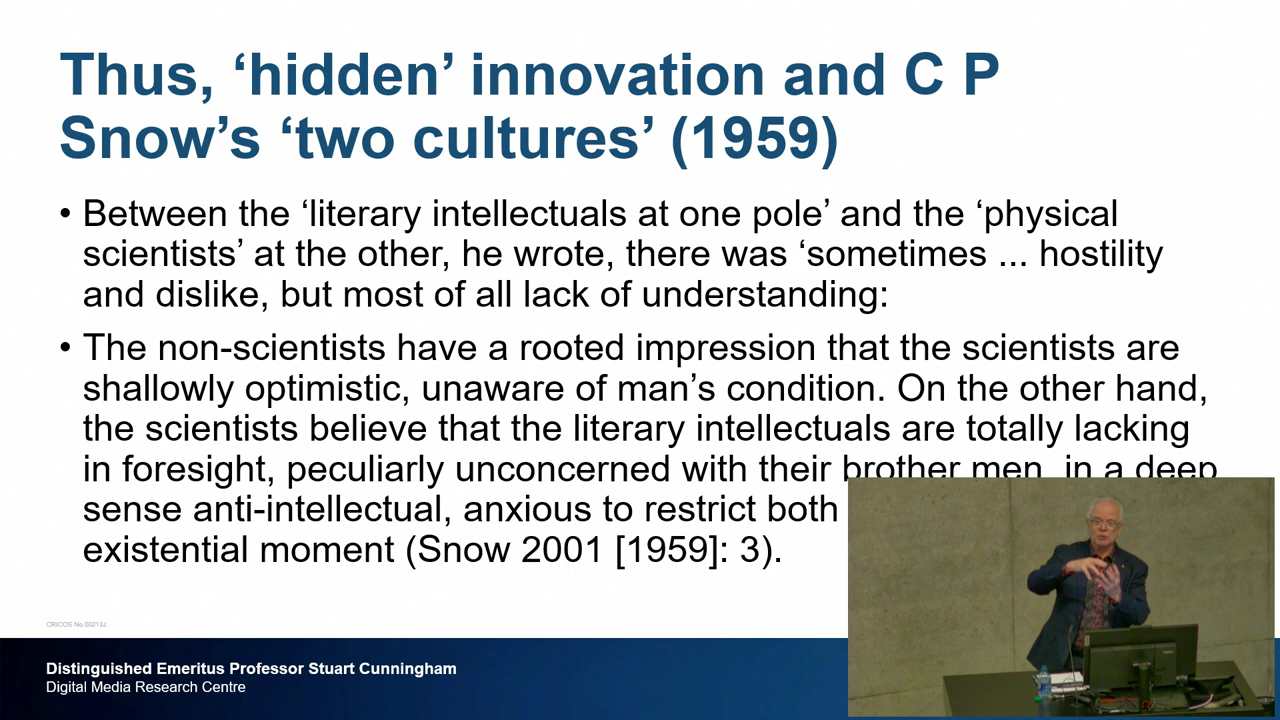 Thus, ‘hidden’ innovation and C P
Snow’s ‘two cultures’ (1959)
• Between the ‘literary intellectuals at one pole’ and the ‘physical
scientists’ at the other, he wrote, there was ‘sometimes ... hostility
and dislike, but most of all lack of understanding:
• The non-scientists have a rooted impression that the scientists are
shallowly optimistic, unaware of man’s condition. On the other hand,
the scientists believe that the literary intellectuals are totally lacking
in foresight, peculiarly unconcerned with their brother men, in a deep
sense anti-intellectual, anxious to restrict both
existential moment (Snow 2001 [1959]: 3).
CRICOS No.00213J
Distinguished Emeritus Professor Stuart Cunningham
Digital Media Research Centre